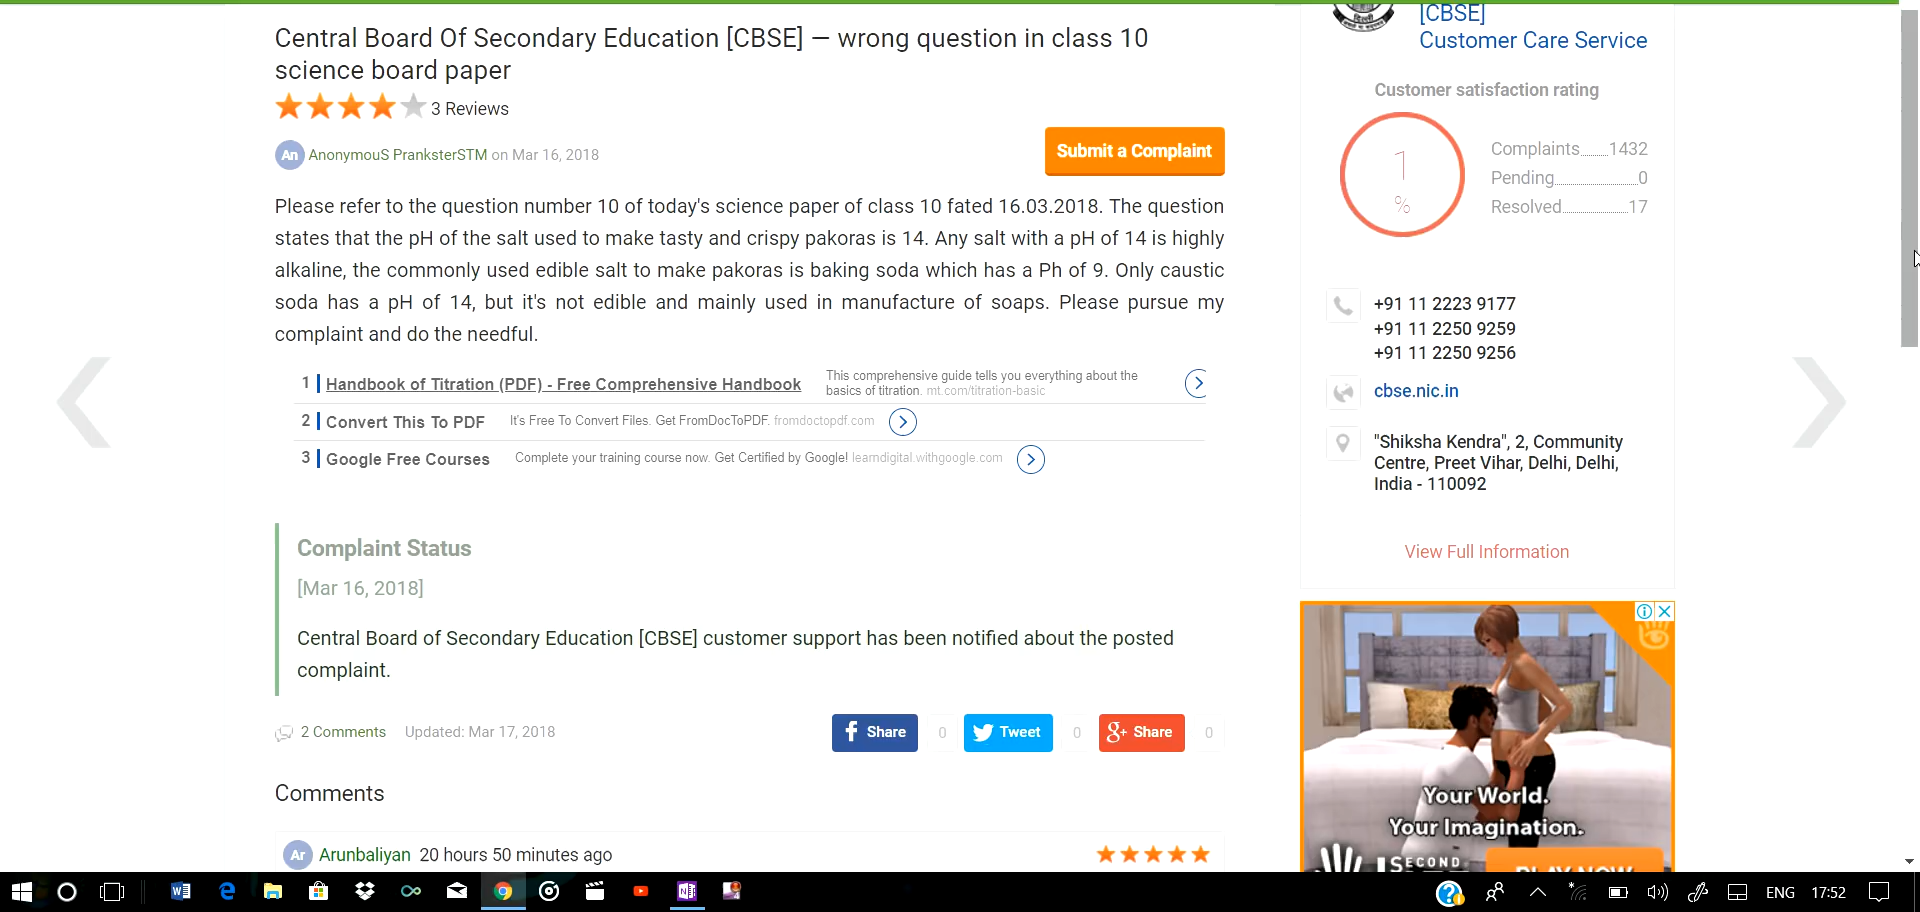 Central Board Of Secondary Education [CBSE] — wrong question in class 10
science board paper
3 Reviews
An AnonymouS PranksterSTM on Mar 16, 2018
Submit a Complaint
Please refer to the question number 10 of today's science paper of class 10 fated 16.03.2018. The question
states that the pH of the salt used to make tasty and crispy pakoras is 14. Any salt with a pH of 14 is highly
alkaline, the commonly used edible salt to make pakoras is baking soda which has a Ph of 9. Only caustic
soda has a pH of 14, but it's not edible and mainly used in manufacture of soaps. Please pursue my
complaint and do the needful.
1 Handbook of Titration (PDF) - Free Comprehensive Handbook
This comprehensive guide tells you everything about the
basics of titration. mt.com/titration-basic
2 Convert This To PDF It's Free To Convert Files. Get FromDocToPDF. fromdoctopdf.com
3 Google Free Courses Complete your training course now. Get Certified by Google! learndigital.withgoogle.com
Complaint Status
[Mar 16, 2018]
Central Board of Secondary Education [CBSE] customer support has been notified about the posted
complaint.
2 Comments Updated: Mar 17, 2018
Share 0 Tweet 0 G+ Share 0
Comments
Ar Arunbaliyan 20 hours 50 minutes ago
[CBSE]
Customer Care Service
Customer satisfaction rating
1
%
Complaints......1432
Pending......................0
Resolved..................17
+91 11 2223 9177
+91 11 2250 9259
+91 11 2250 9256
cbse.nic.in
"Shiksha Kendra", 2, Community
Centre, Preet Vihar, Delhi, Delhi,
India - 110092
View Full Information
Your World.
Your Imagination.
SECOND
PLAY NOW
ENG 17:52